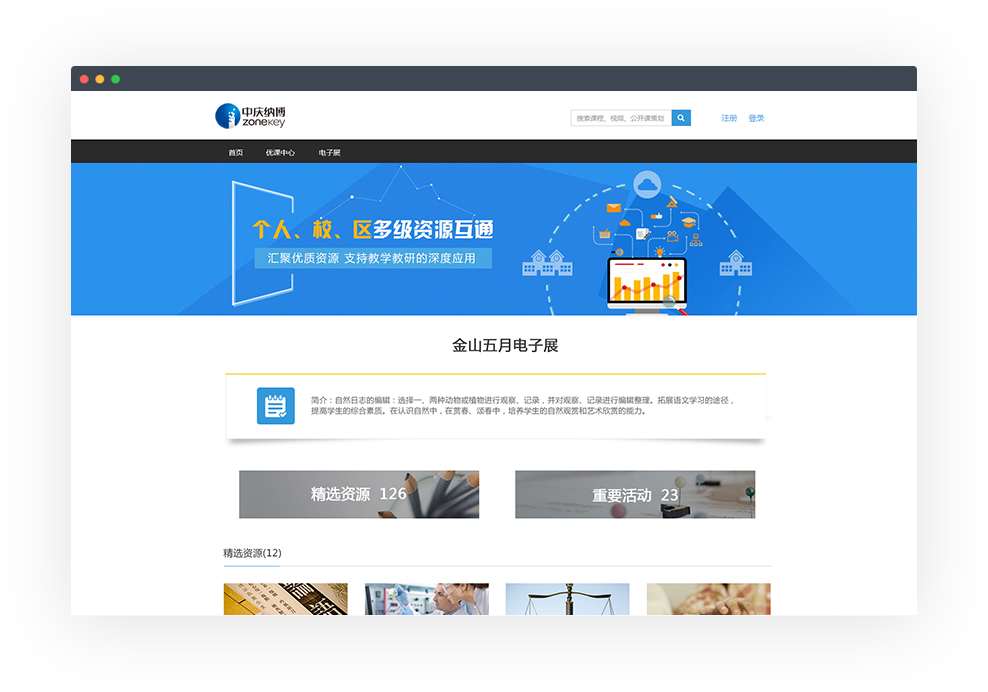 中庆纳博
zonekey
搜索课程、视频、公开课策划
注册 登录
首页 优课中心 电子展
个人、校、区多级资源互通
汇聚优质资源 支持教学教研的深度应用
金山五月电子展
简介：自然日志的编辑：选择一、两种动物或植物进行观察、记录，并对观察、记录进行编辑整理。拓展语文学习的途径，
提高学生的综合素质。在认识自然中，在赏春、颂春中，培养学生的自然观赏和艺术欣赏的能力。
精选资源 126
重要活动 23
精选资源(12)